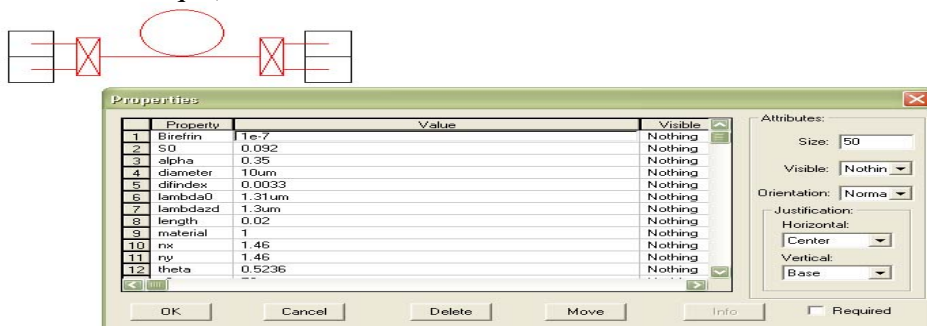 Properties
Property Value Visible
1 Birefrin 1e-7 Nothing
2 S0 0.092 Nothing
3 alpha 0.35 Nothing
4 diameter 10um Nothing
5 difindex 0.0033 Nothing
6 lambda0 1.31um Nothing
7 lambdazd 1.3um Nothing
8 length 0.02 Nothing
9 material 1 Nothing
10 nx 1.46 Nothing
11 ny 1.46 Nothing
12 theta 0.5236 Nothing
Attributes:
Size: 50
Visible: Nothin
Orientation: Norma
Justification:
Horizontal:
Center
Vertical:
Base
OK Cancel Delete Move Info Required